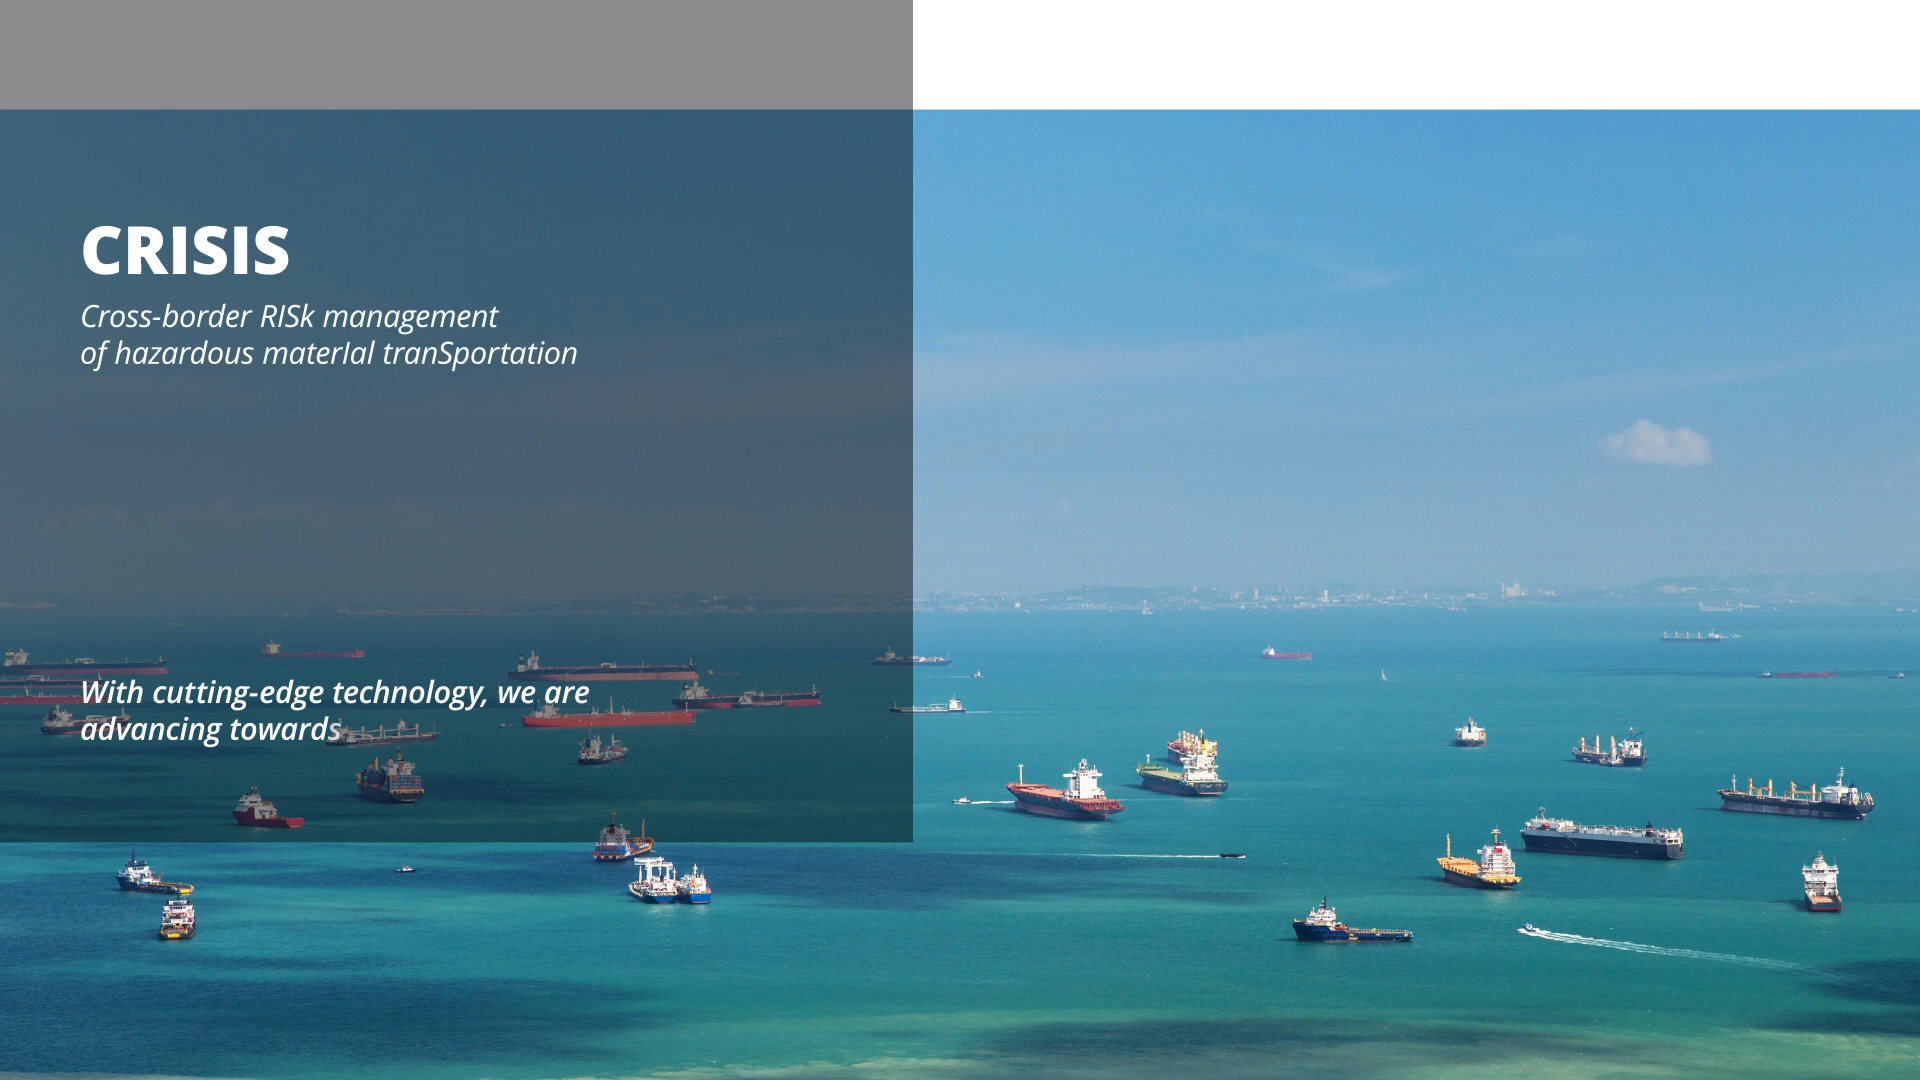 CRISIS
Cross-border RISk management
of hazardous materIal tranSportation
With cutting-edge technology, we are
advancing towards